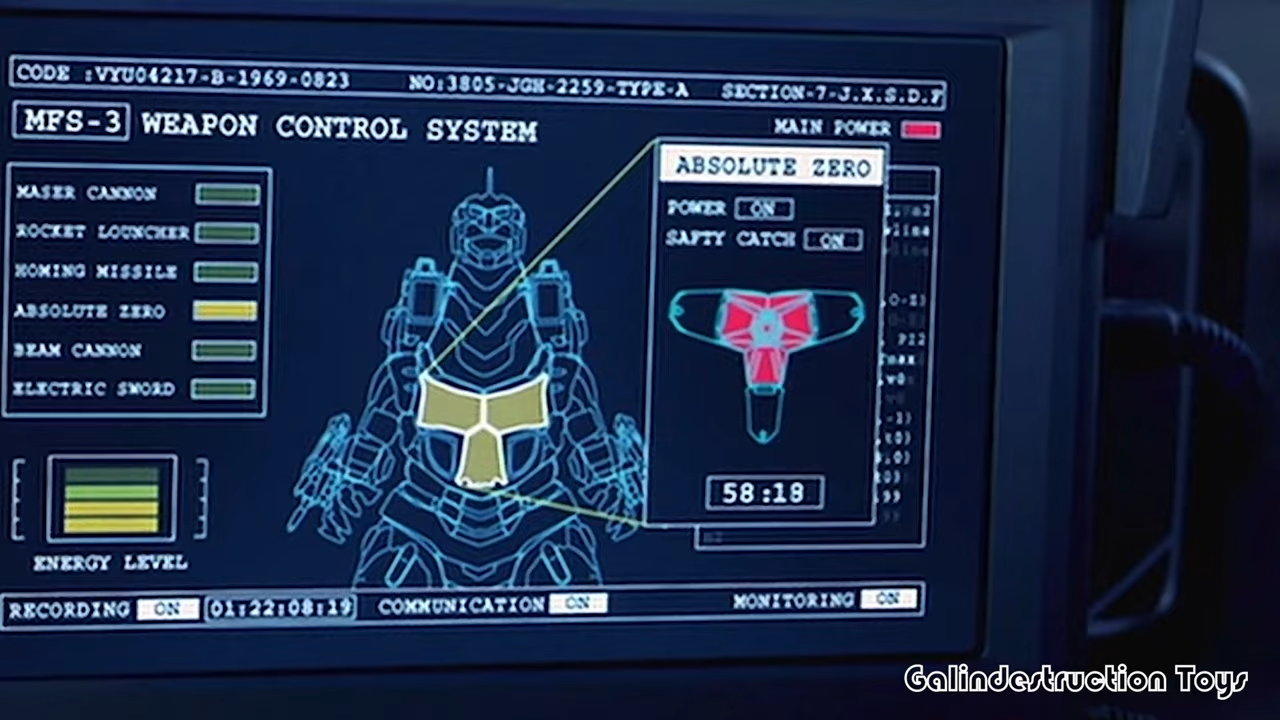 CODE :VYU04217-B-1969-0823 NO:3805-JGH-2259-TYPE-A SECTION-7-J.X.S.D.F
MFS-3 WEAPON CONTROL SYSTEM
MAIN POWER
MASER CANNON
ROCKET LOUNCHER
HOMING MISSILE
ABSOLUTE ZERO
BEAM CANNON
ELECTRIC SWORD
ENERGY LEVEL
ABSOLUTE ZERO
POWER ON
SAFTY CATCH ON
58:18
RECORDING ON 01:22:08:19 COMMUNICATION ON MONITORING ON
Galindestruction Toys